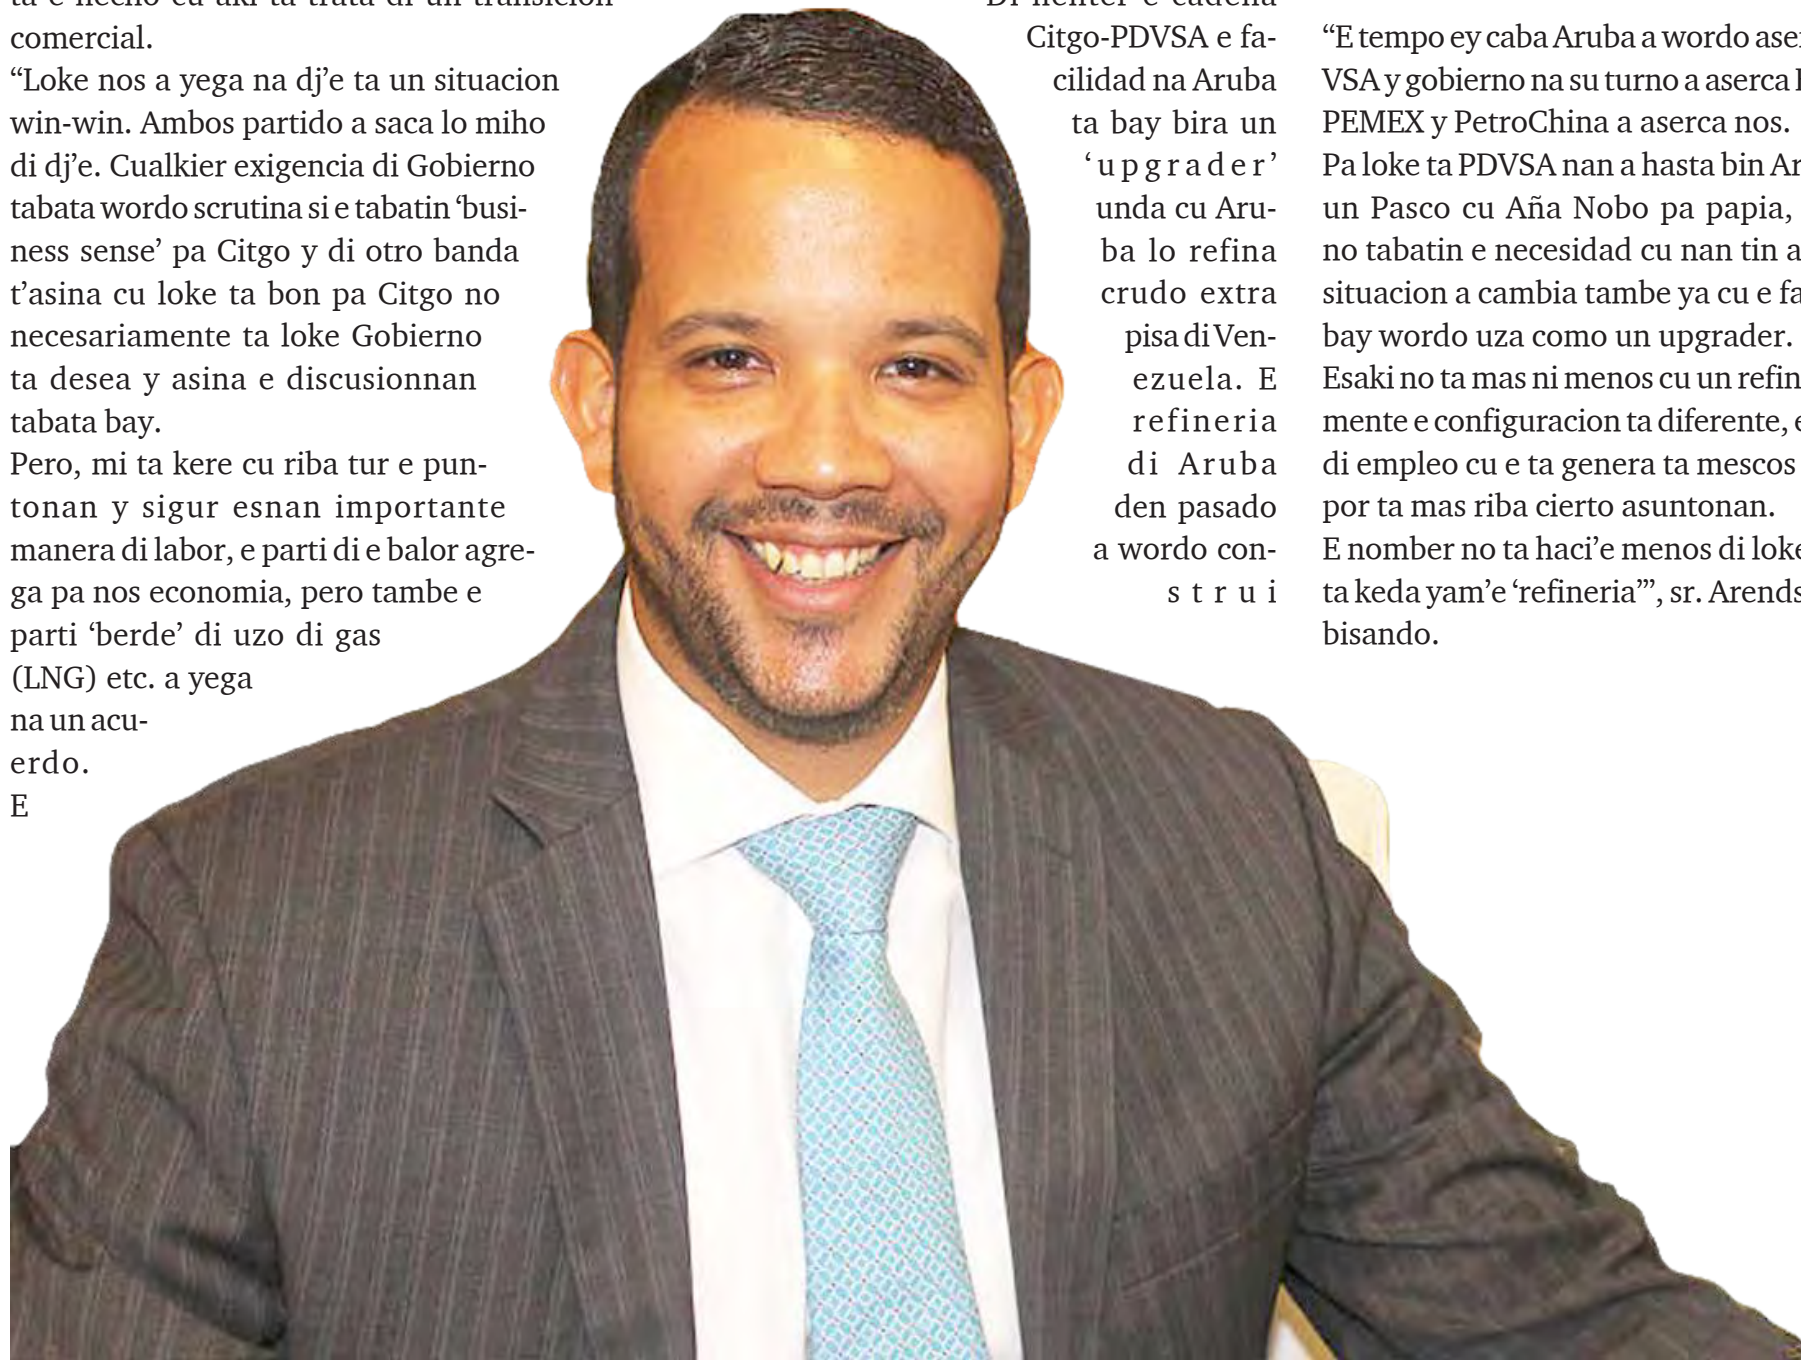 comercial.
“Loke nos a yega na dj’e ta un situacion
win-win. Ambos partido a saca lo miho
di dj’e. Cualkier exigencia di Gobierno
tabata wordo scrutina si e tabatin ‘busi-
ness sense’ pa Citgo y di otro banda
t’asina cu loke ta bon pa Citgo no
necesariamente ta loke Gobierno
ta desea y asina e discusionnan
tabata bay.
Pero, mi ta kere cu riba tur e pun-
tonan y sigur esnan importante
manera di labor, e parti di e balor agre-
ga pa nos economia, pero tambe e
parti ‘berde’ di uzo di gas
(LNG) etc. a yega
na un acu-
erdo.
E
Citgo-PDVSA e fa-
cilidad na Aruba
ta bay bira un
‘upgrader’
unda cu Aru-
ba lo refina
crudo extra
pisa di Ven-
ezuela. E
refineria
di Aruba
den pasado
a wordo con-
strui
“E tempo ey caba Aruba a wordo
VSA y gobierno na su turno a aserca
PEMEX y PetroChina a aserca nos.
Pa loke ta PDVSA nan a hasta bin
un Pasco cu Aña Nobo pa papia,
no tabatin e necesidad cu nan tin
situacion a cambia tambe ya cu e
bay wordo uza como un upgrader.
Esaki no ta mas ni menos cu un
mente e configuracion ta diferente,
di empleo cu e ta genera ta mescos
por ta mas riba cierto asuntonan.
E nomber no ta haci’e menos di loke
ta keda yam’e ‘refineria’”, sr. Arends
bisando.